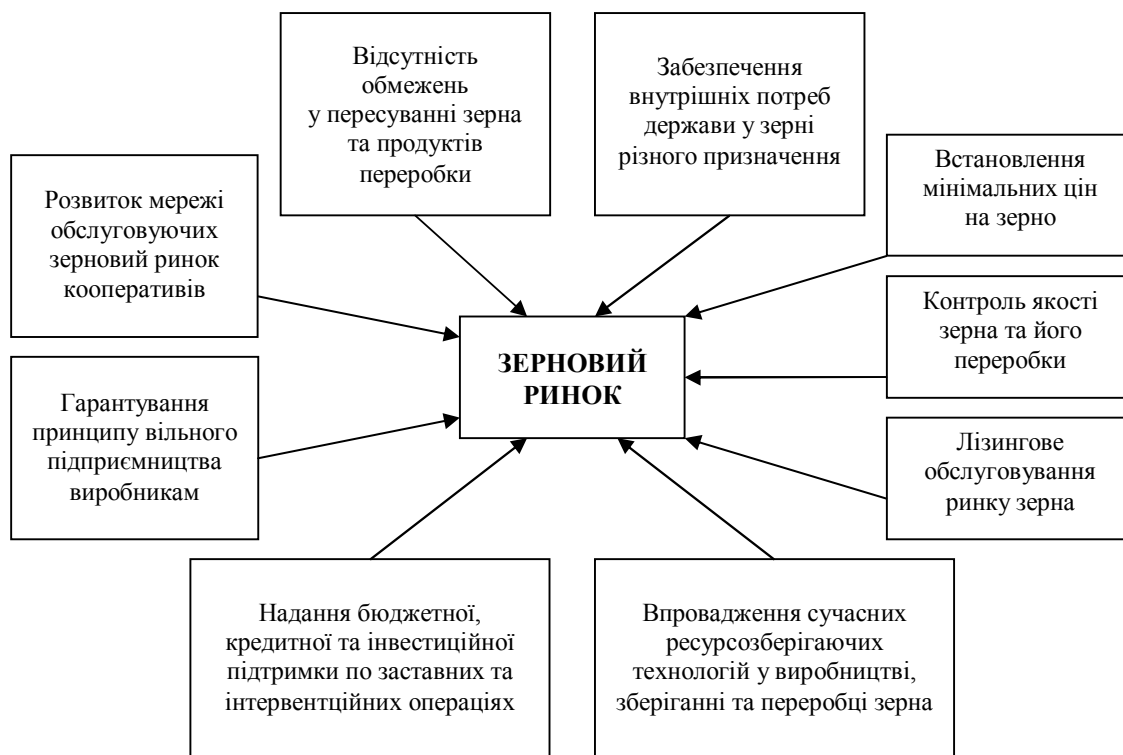 Відсутність
обмежень
у пересуванні зерна
та продуктів
переробки
Забезпечення
внутрішніх потреб
держави у зерні
різного призначення
Встановлення
мінімальних цін
на зерно
Розвиток мережі
обслуговуючих
зерновий ринок
кооперативів
Контроль якості
зерна та його
переробки
ЗЕРНОВИЙ
РИНОК
Гарантування
принципу вільного
підприємництва
виробникам
Лізингове
обслуговування
ринку зерна
Надання бюджетної,
кредитної та інвестиційної
підтримки по заставних та
інтервентційних операціях
Впровадження сучасних
ресурсозберігаючих
технологій у виробництві,
зберіганні та переробці зерна